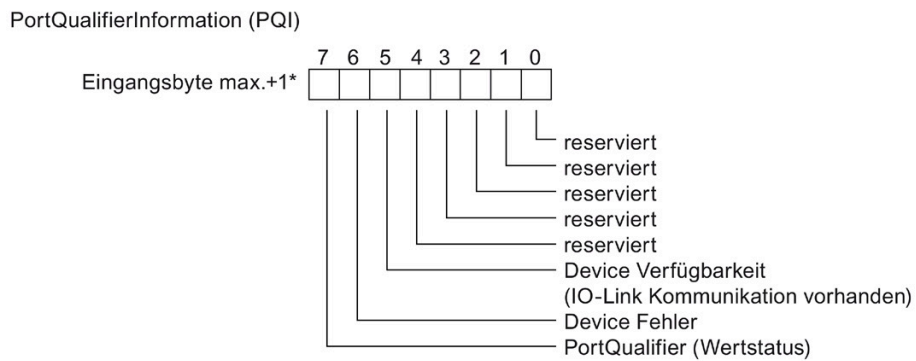 PortQualifierInformation (PQI)
7 6 5 4 3 2 1 0
Eingangsbyte max.+1*
reserviert
reserviert
reserviert
reserviert
reserviert
Device Verfügbarkeit
(IO-Link Kommunikation vorhanden)
Device Fehler
PortQualifier (Wertstatus)